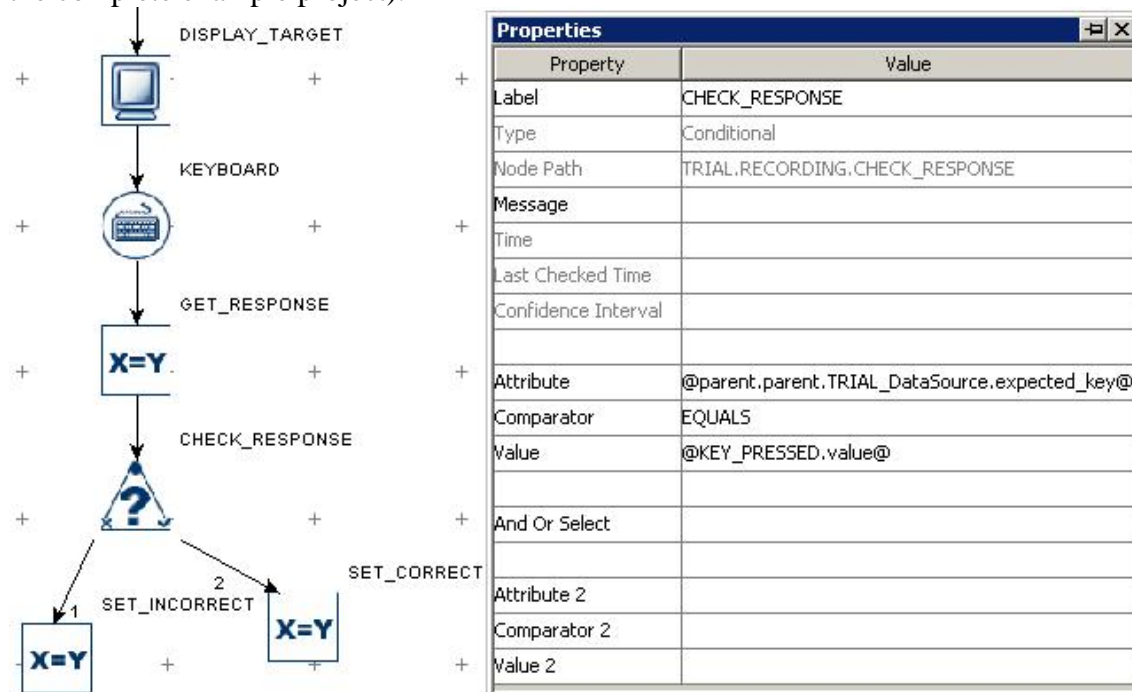 DISPLAY_TARGET
KEYBOARD
GET_RESPONSE
X=Y
CHECK_RESPONSE
?
2
SET_CORRECT
1
SET_INCORRECT
X=Y
X=Y
Properties
Property Value
Label CHECK_RESPONSE
Type Conditional
Node Path TRIAL.RECORDING.CHECK_RESPONSE
Message
Time
Last Checked Time
Confidence Interval
Attribute @parent.parent.TRIAL_DataSource.expected_key@
Comparator EQUALS
Value @KEY_PRESSED.value@
And Or Select
Attribute 2
Comparator 2
Value 2